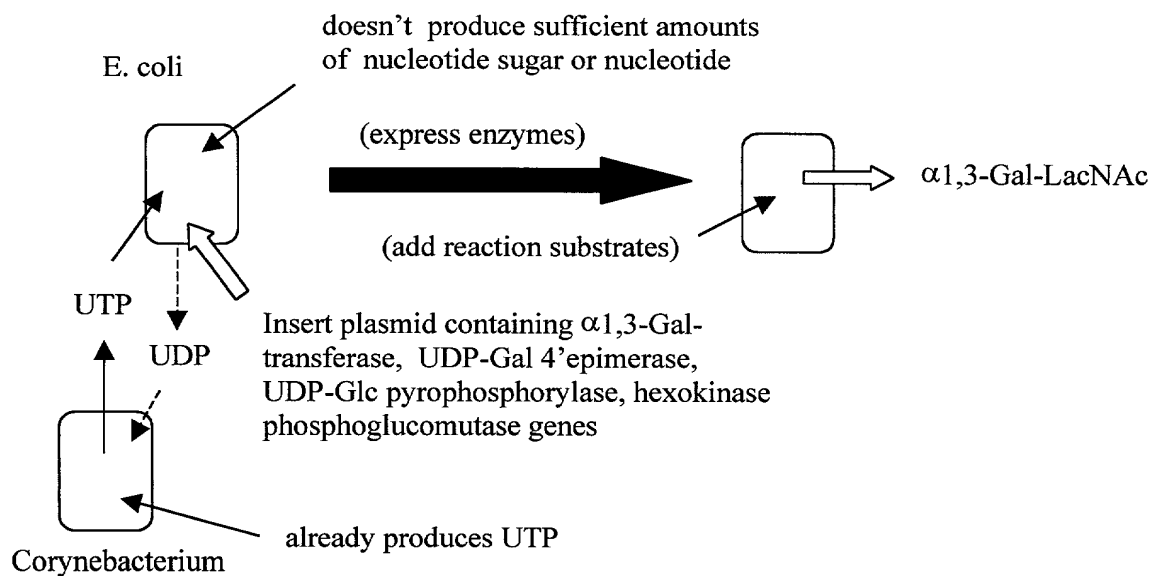 doesn't produce sufficient amounts
of nucleotide sugar or nucleotide
E. coli
(express enzymes)
α1,3-Gal-LacNAc
(add reaction substrates)
UTP
UDP
Insert plasmid containing α1,3-Gal-
transferase, UDP-Gal 4'epimerase,
UDP-Glc pyrophosphorylase, hexokinase
phosphoglucomutase genes
already produces UTP
Corynebacterium